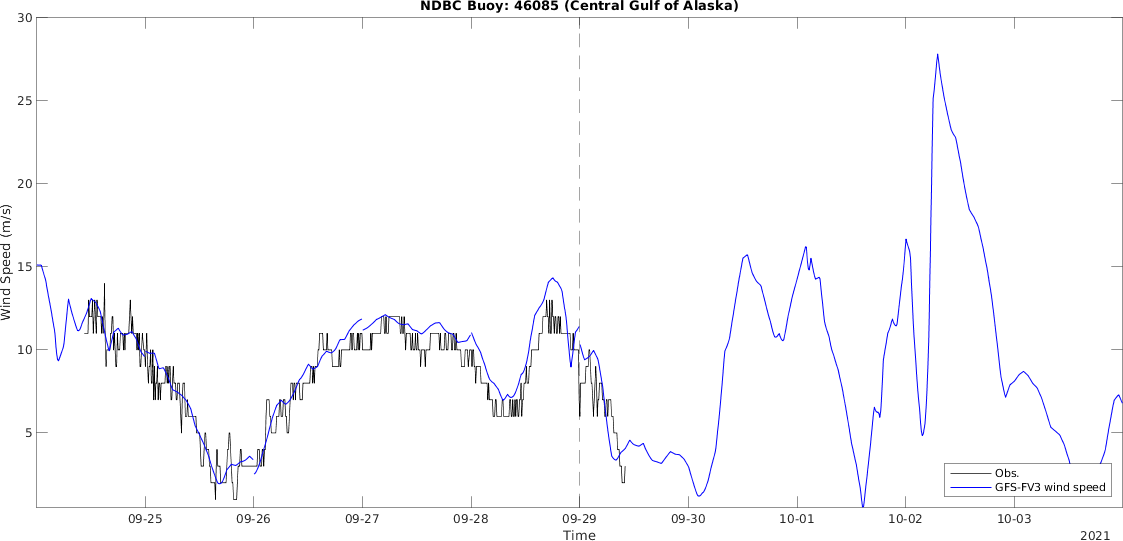 NDBC Buoy: 46085 (Central Gulf of Alaska)
30
25
20
15
10
5
Wind Speed (m/s)
09-25 09-26 09-27 09-28 09-29 09-30 10-01 10-02 10-03
Time
2021
Obs.
GFS-FV3 wind speed